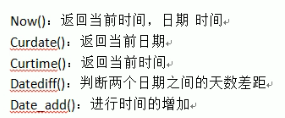 Now()：返回当前时间，日期 时间
Curdate()：返回当前日期
Curtime()：返回当前时间
Datediff()：判断两个日期之间的天数差距
Date_add()：进行时间的增加